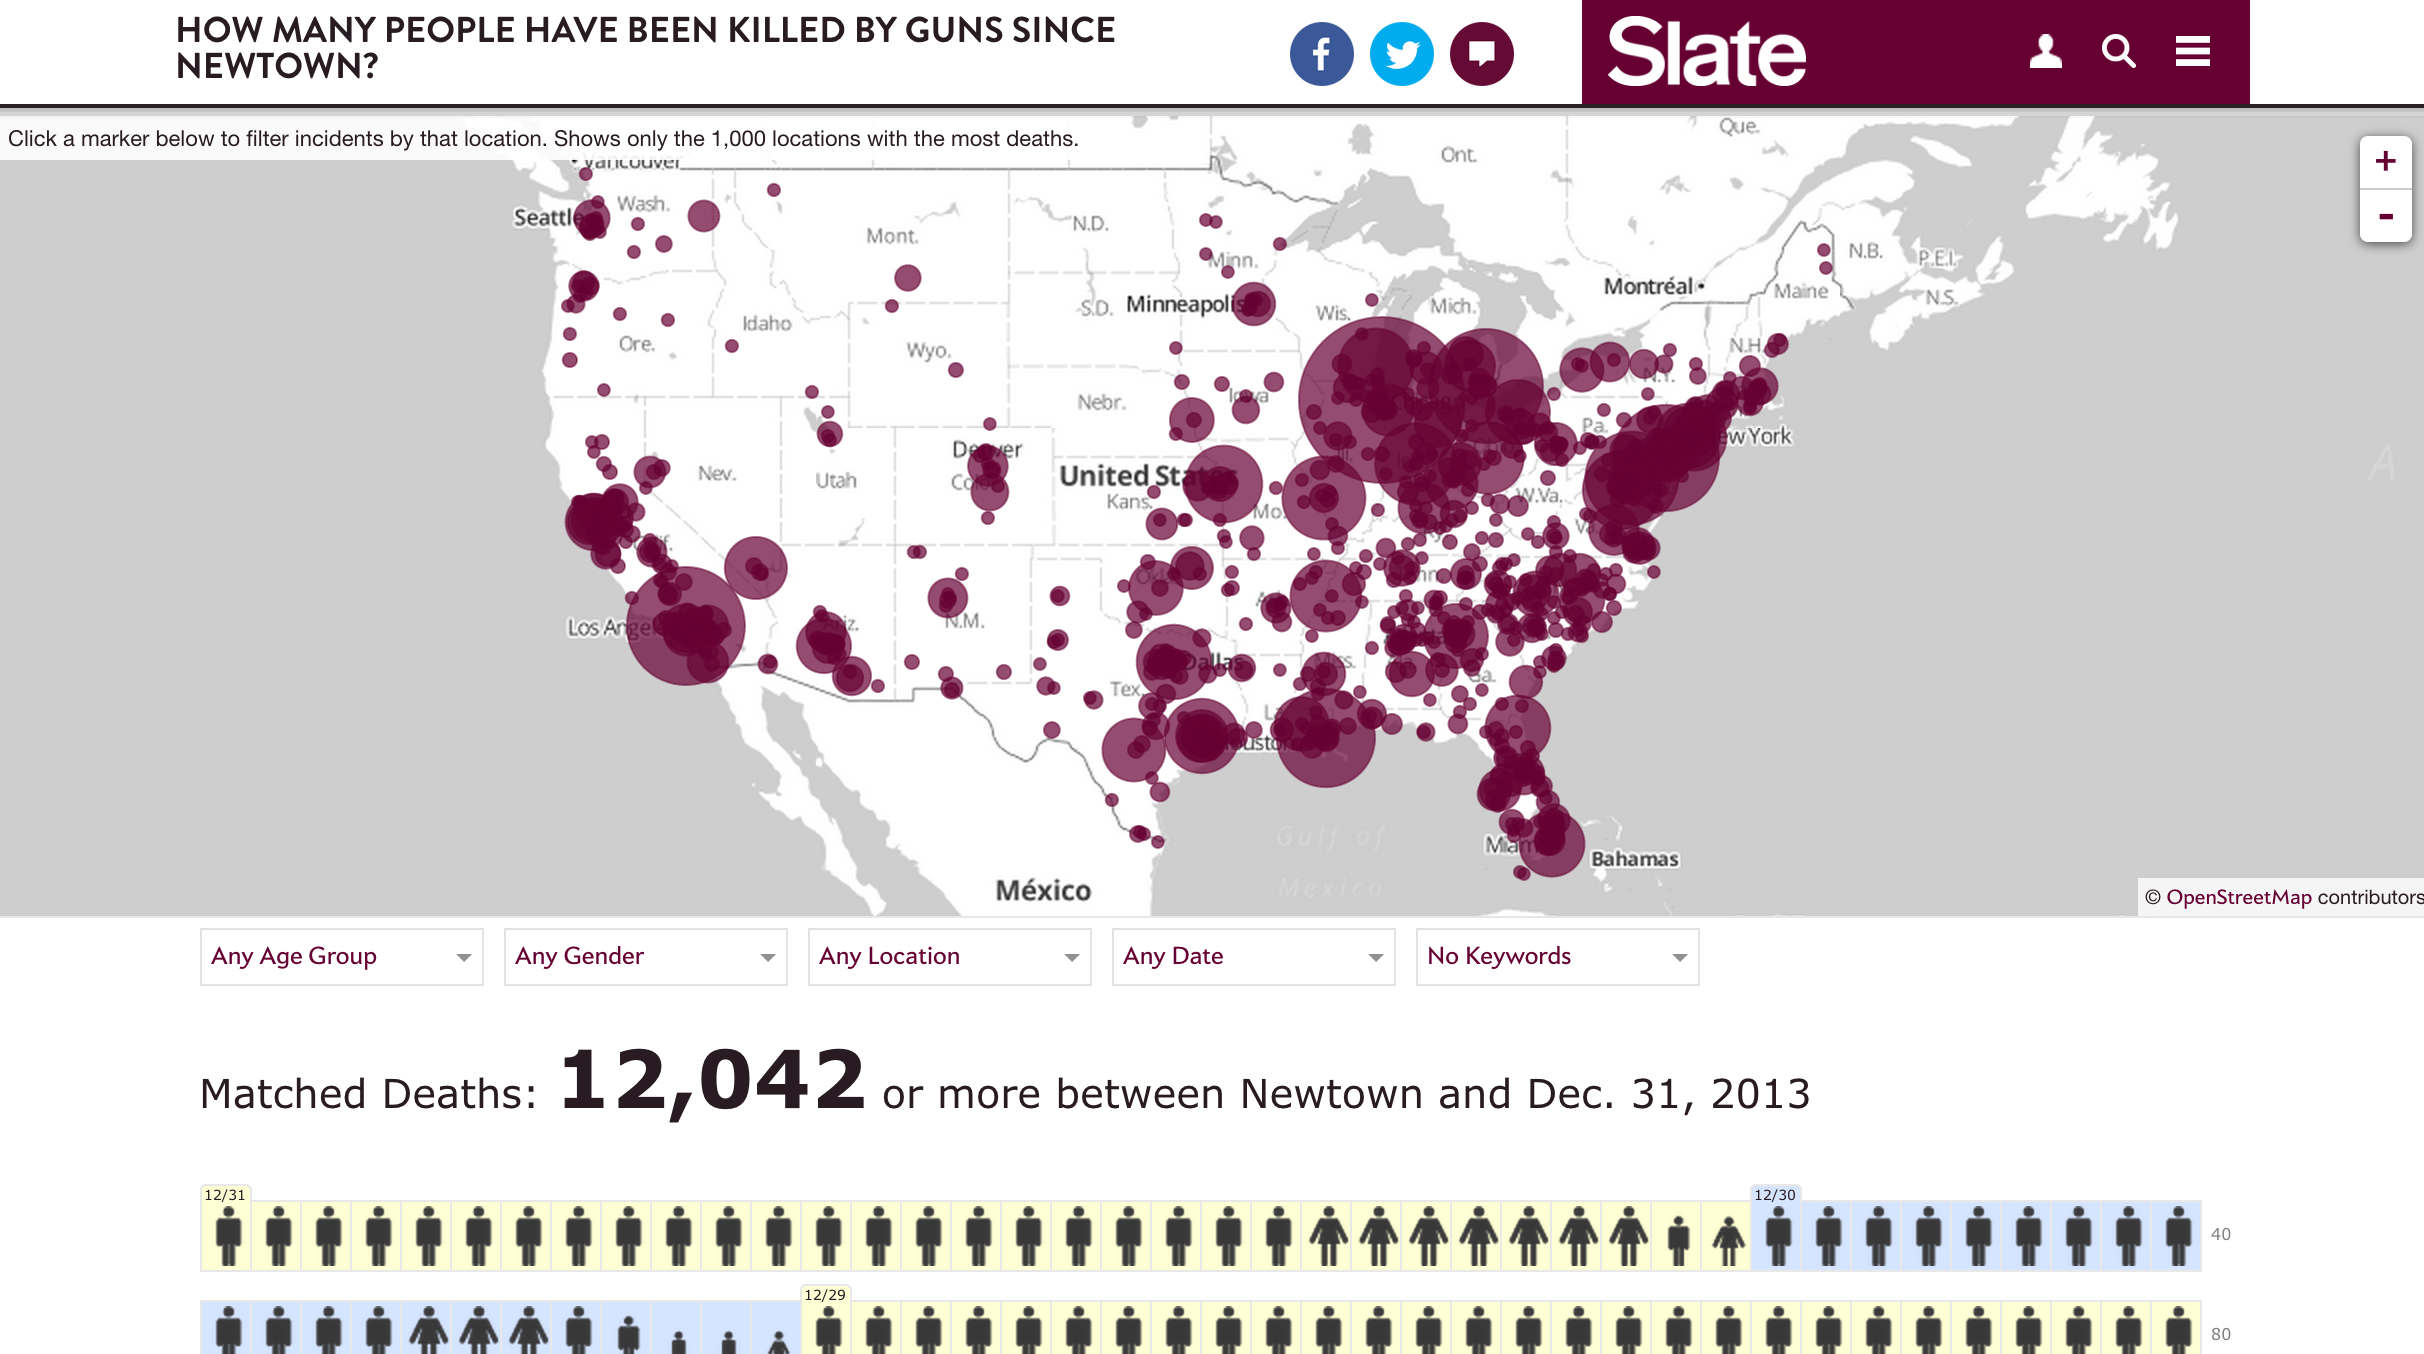 HOW MANY PEOPLE HAVE BEEN KILLED BY GUNS SINCE
NEWTOWN?
Slate
Click a marker below to filter incidents by that location. Shows only the 1,000 locations with the most deaths.
+
-
Que.
Ont.
Vancouver
Wash.
Seattle
Mont.
N.D.
Minn.
N.B.
P.E.I.
Montréal
Maine
N.S.
S.D.
Minneapolis
Wis.
Mich.
Idaho
Ore.
Wyo.
N.H.
N.Y.
Nebr.
Iowa
Pa.
New York
Denver
A
Nev.
Utah
United States
Kans.
W.Va.
Mo.
Va
Los Angeles
Ariz.
N.M.
Dallas
Miss.
Tex.
Ga.
La
Houston
Gulf of
Mexico
Miami
Bahamas
México
© OpenStreetMap contributors
Any Age Group
Any Gender
Any Location
Any Date
No Keywords
Matched Deaths: 12,042 or more between Newtown and Dec. 31, 2013
12/31
12/30
40
12/29
80